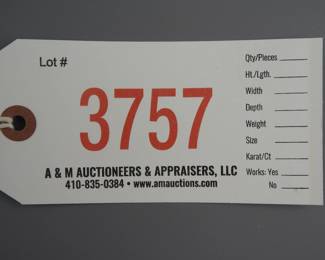 Lot #
3757
A & M AUCTIONEERS & APPRAISERS, LLC
410-835-0384 • www.amauctions.com
Qty/Pieces
Ht./Lgth.
Width
Depth
Weight
Size
Karat/Ct
Works: Yes
No